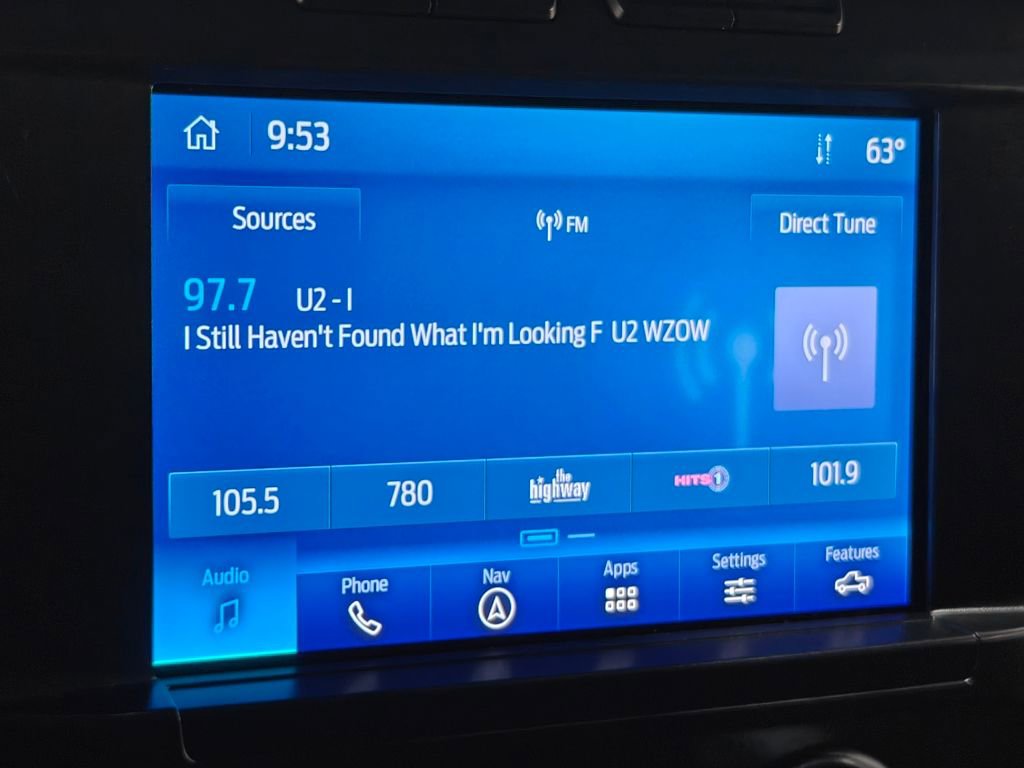 9:53
63°
Sources
FM
Direct Tune
97.7 U2 - I
I Still Haven't Found What I'm Looking F U2 WZOW
105.5
780
the
highway
HITS 1
101.9
Audio
Phone
Nav
Apps
Settings
Features